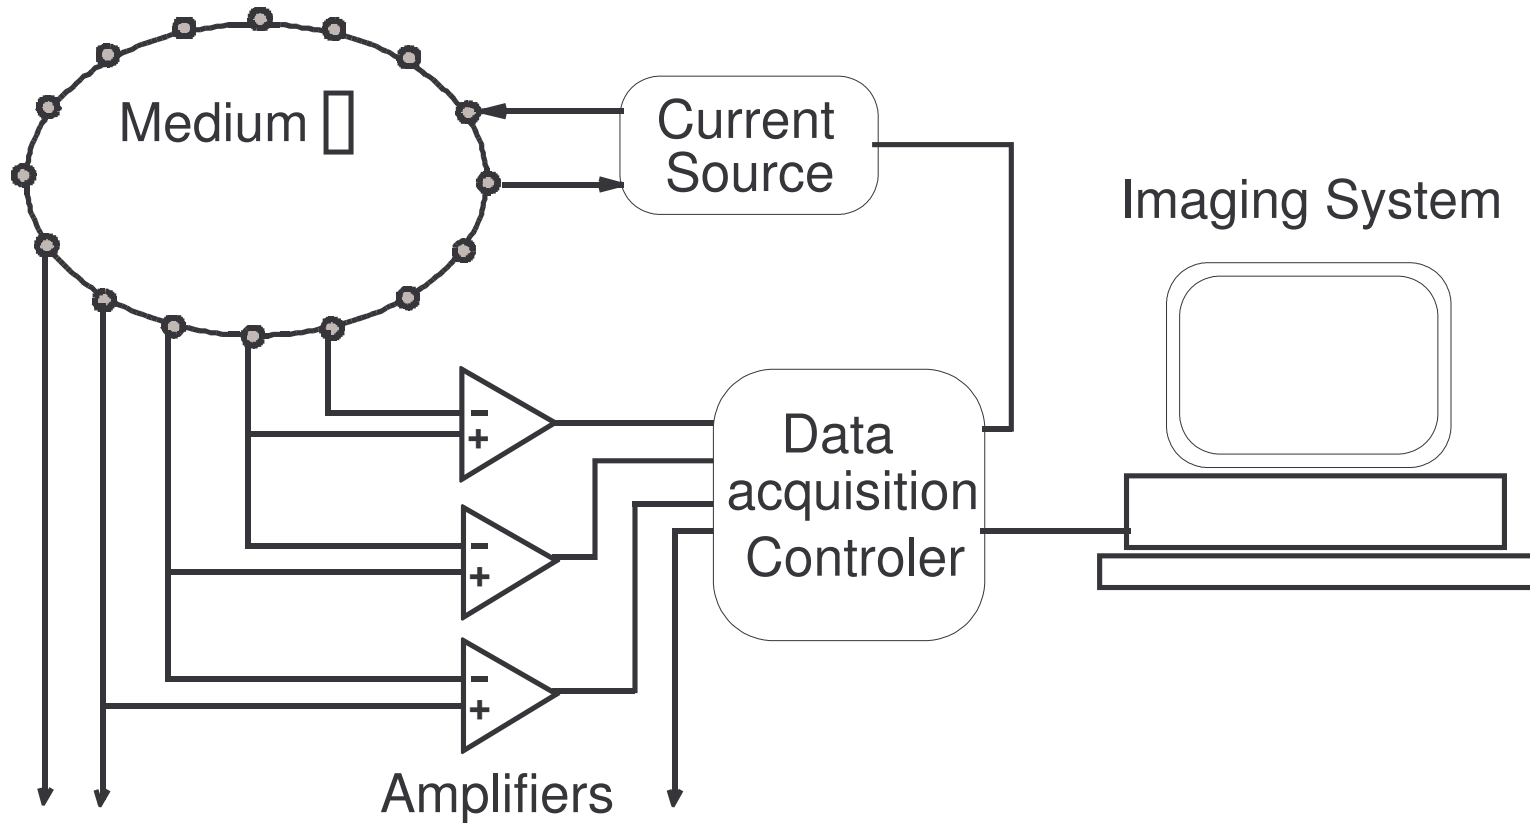 Medium
Current
Source
Imaging System
Data
acquisition
Controler
-
+
-
+
-
+
Amplifiers